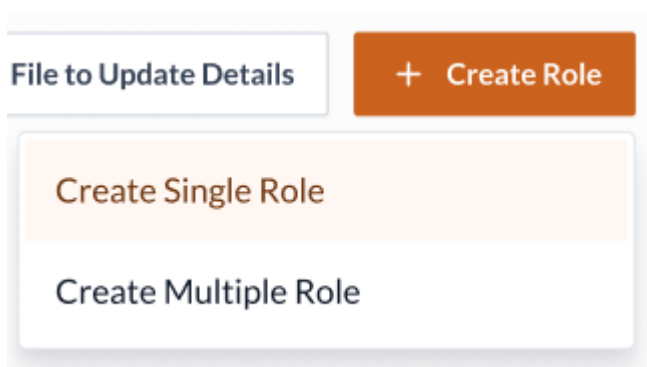 File to Update Details
+ Create Role
Create Single Role
Create Multiple Role